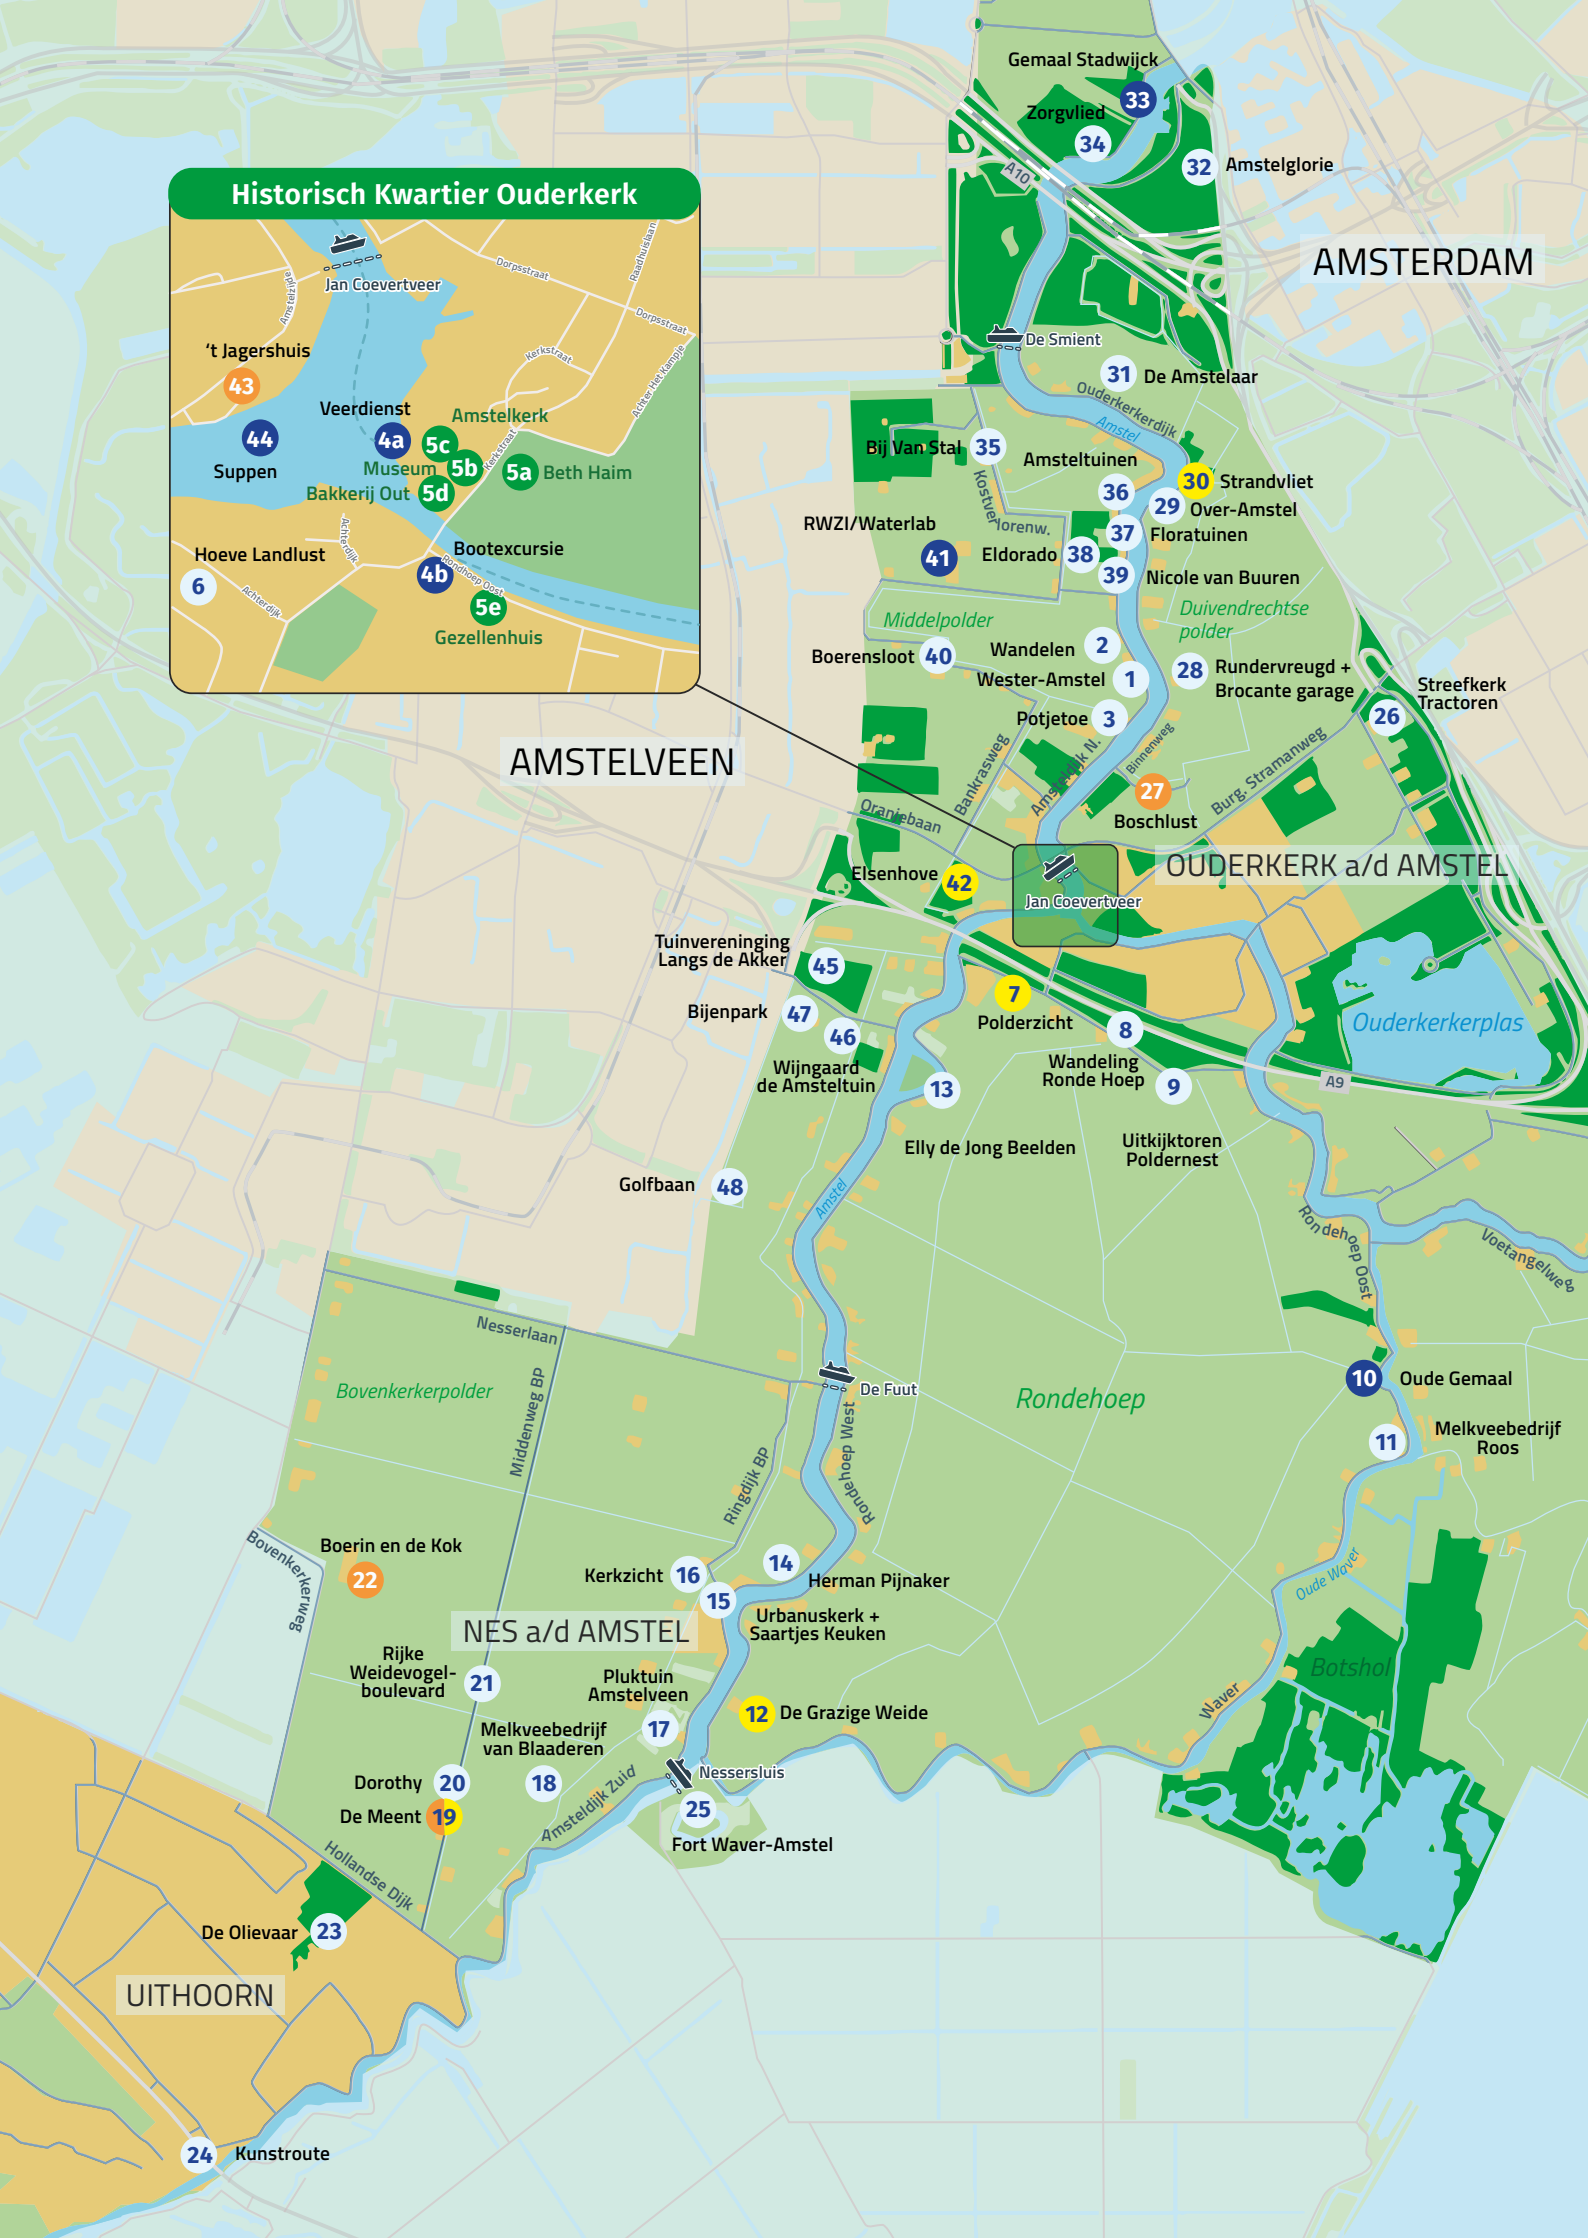 Gemaal Stadwijck
33
Zorgvlied
34
32 Amstelglorie
A10
AMSTERDAM
Historisch Kwartier Ouderkerk
Jan Coevertveer
Dorpsstraat
Raadhuislaan
Dorpsstraat
Amstelzijde
Kerkstraat
Achter Het Kampje
‘t Jagershuis
43
Veerdienst
4a
44
Suppen
Amstelkerk
5c
Museum 5b
Kerkstraat
5a Beth Haim
Bakkerij Out 5d
Achterdijk
Hoeve Landlust
6
Achterdijk
Bootexcursie
4b
Rondhoep Oost
5e
Gezellenhuis
De Smient
31 De Amstelaar
Ouderkerkerdijk
Amstel
Bij Van Stal 35
Amsteltuinen
36
30 Strandvliet
29 Over-Amstel
Kostver
lorenw.
RWZI/Waterlab
41
37 Floratuinen
Eldorado 38
39 Nicole van Buuren
Middelpolder
Duivendrechtse
polder
Boerensloot 40
Wandelen 2
Wester-Amstel 1
28 Rundervreugd +
Brocante garage
Potjetoe 3
Streefkerk
Tractoren
26
AMSTELVEEN
Bankrasweg
Amsteldijk N.
Binnenweg
Burg. Stramanweg
27
Boschlust
Oranjebaan
Elsenhove 42
OUDERKERK a/d AMSTEL
Jan Coevertveer
Tuinvereninging
Langs de Akker
45
7
Polderzicht
Bijenpark 47
46
Wijngaard
de Amsteltuin
8
Wandeling
Ronde Hoep
9
Ouderkerkerplas
A9
13
Elly de Jong Beelden
Uitkijktoren
Poldernest
Golfbaan 48
Amstel
Rondehoep Oost
Voetangelweg
Nesserlaan
Bovenkerkerpolder
Middenweg BP
De Fuut
Rondehoep
10 Oude Gemaal
11
Melkveebedrijf
Roos
Ringdijk BP
Rondehoep West
Bovenkerkerweg
Boerin en de Kok
22
Kerkzicht 16
14
Herman Pijnaker
15
Urbanuskerk +
Saartjes Keuken
NES a/d AMSTEL
Oude Waver
Botshol
Rijke
Weidevogel-
boulevard
21
Pluktuin
Amstelveen
17
12 De Grazige Weide
Waver
Melkveebedrijf
van Blaaderen
18
Nessersluis
Dorothy 20
De Meent 19
Amsteldijk Zuid
25
Fort Waver-Amstel
Hollandse Dijk
De Olievaar 23
UITHOORN
24 Kunstroute